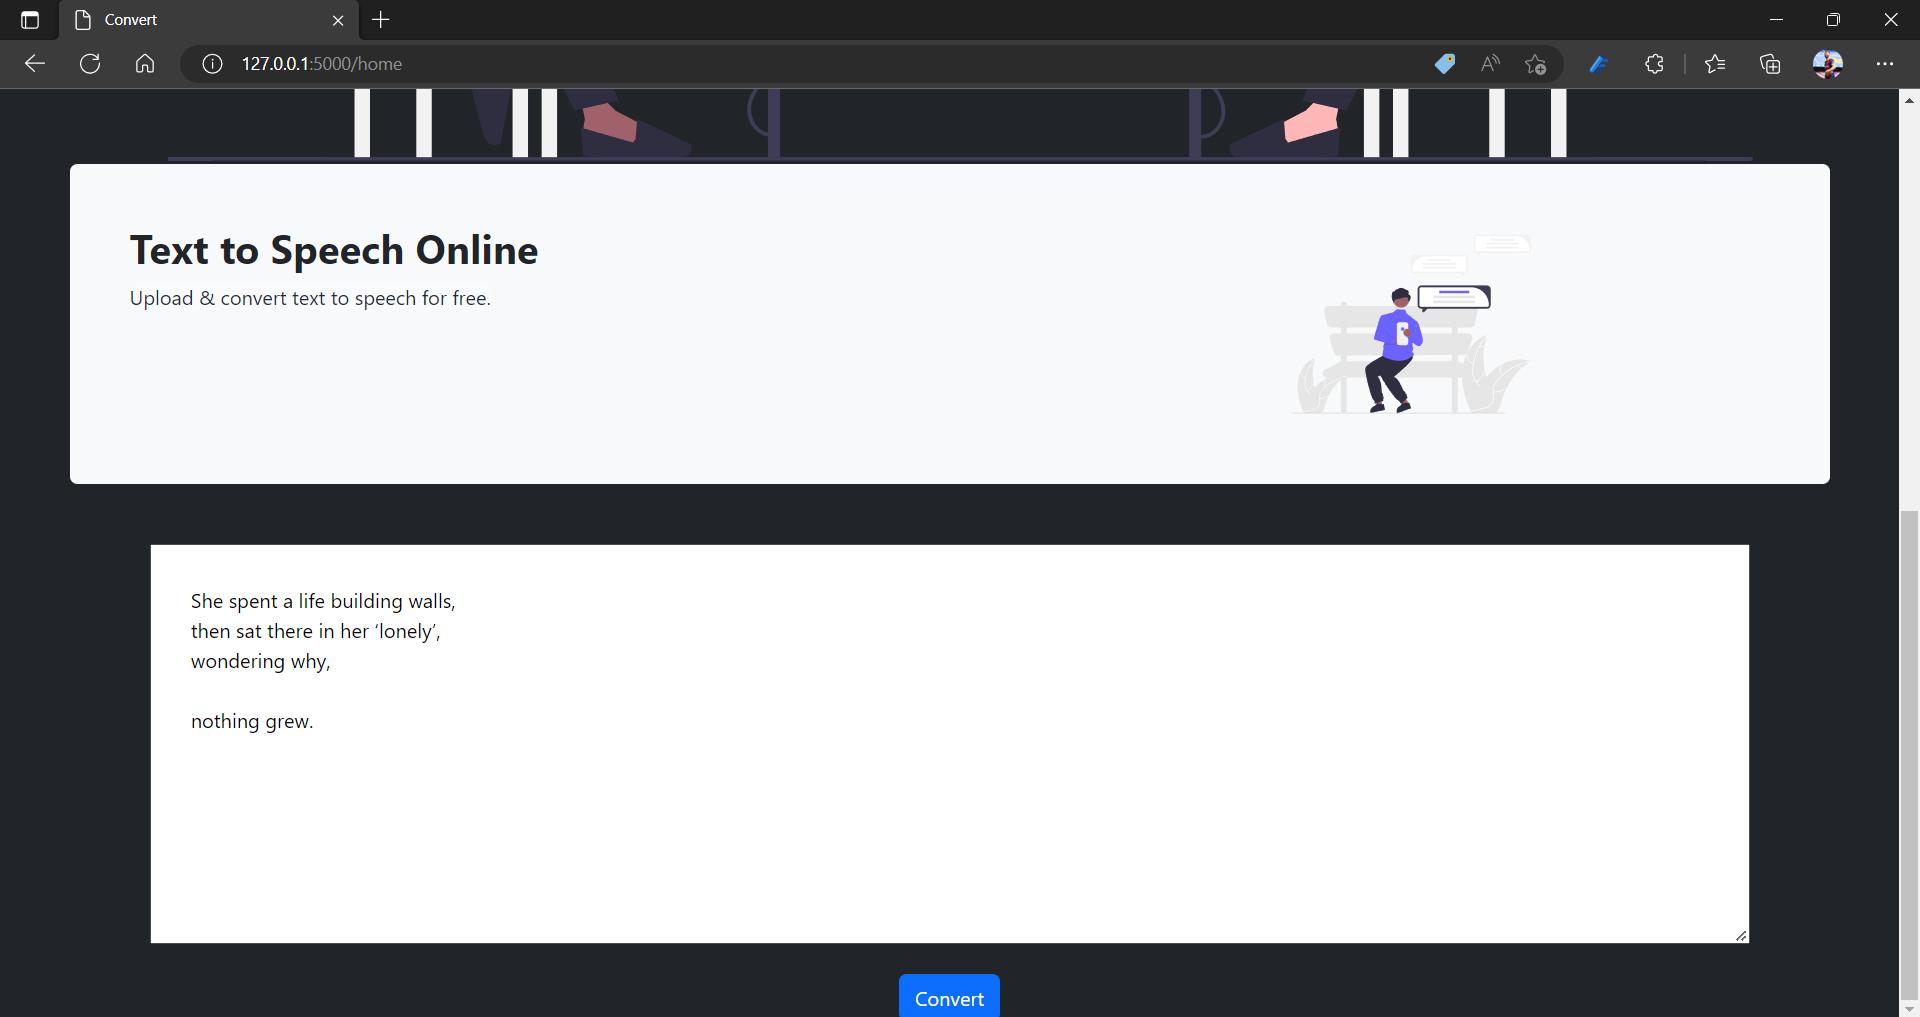 Convert
127.0.0.1:5000/home
Text to Speech Online
Upload & convert text to speech for free.
She spent a life building walls,
then sat there in her ‘lonely’,
wondering why,
nothing grew.
Convert